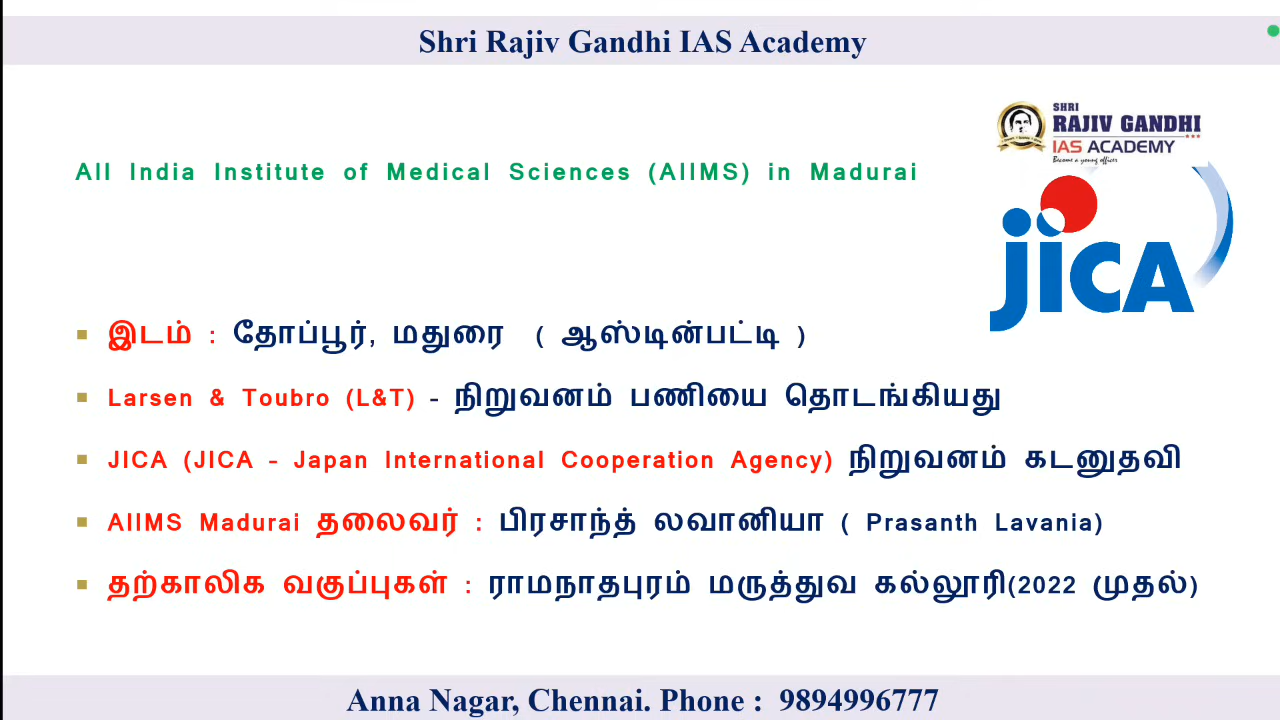 Shri Rajiv Gandhi IAS Academy
SHRI
RAJIV GANDHI
IAS ACADEMY
Become a young officer
All India Institute of Medical Sciences (AIIMS) in Madurai
JICA
இடம் : தோப்பூர், மதுரை ( ஆஸ்டின்பட்டி )
Larsen & Toubro (L&T) - நிறுவனம் பணியை தொடங்கியது
JICA (JICA – Japan International Cooperation Agency) நிறுவனம் கடனுதவி
AIIMS Madurai தலைவர் : பிரசாந்த் லவானியா ( Prasanth Lavania)
தற்காலிக வகுப்புகள் : ராமநாதபுரம் மருத்துவ கல்லூரி(2022 முதல்)
Anna Nagar, Chennai. Phone : 9894996777